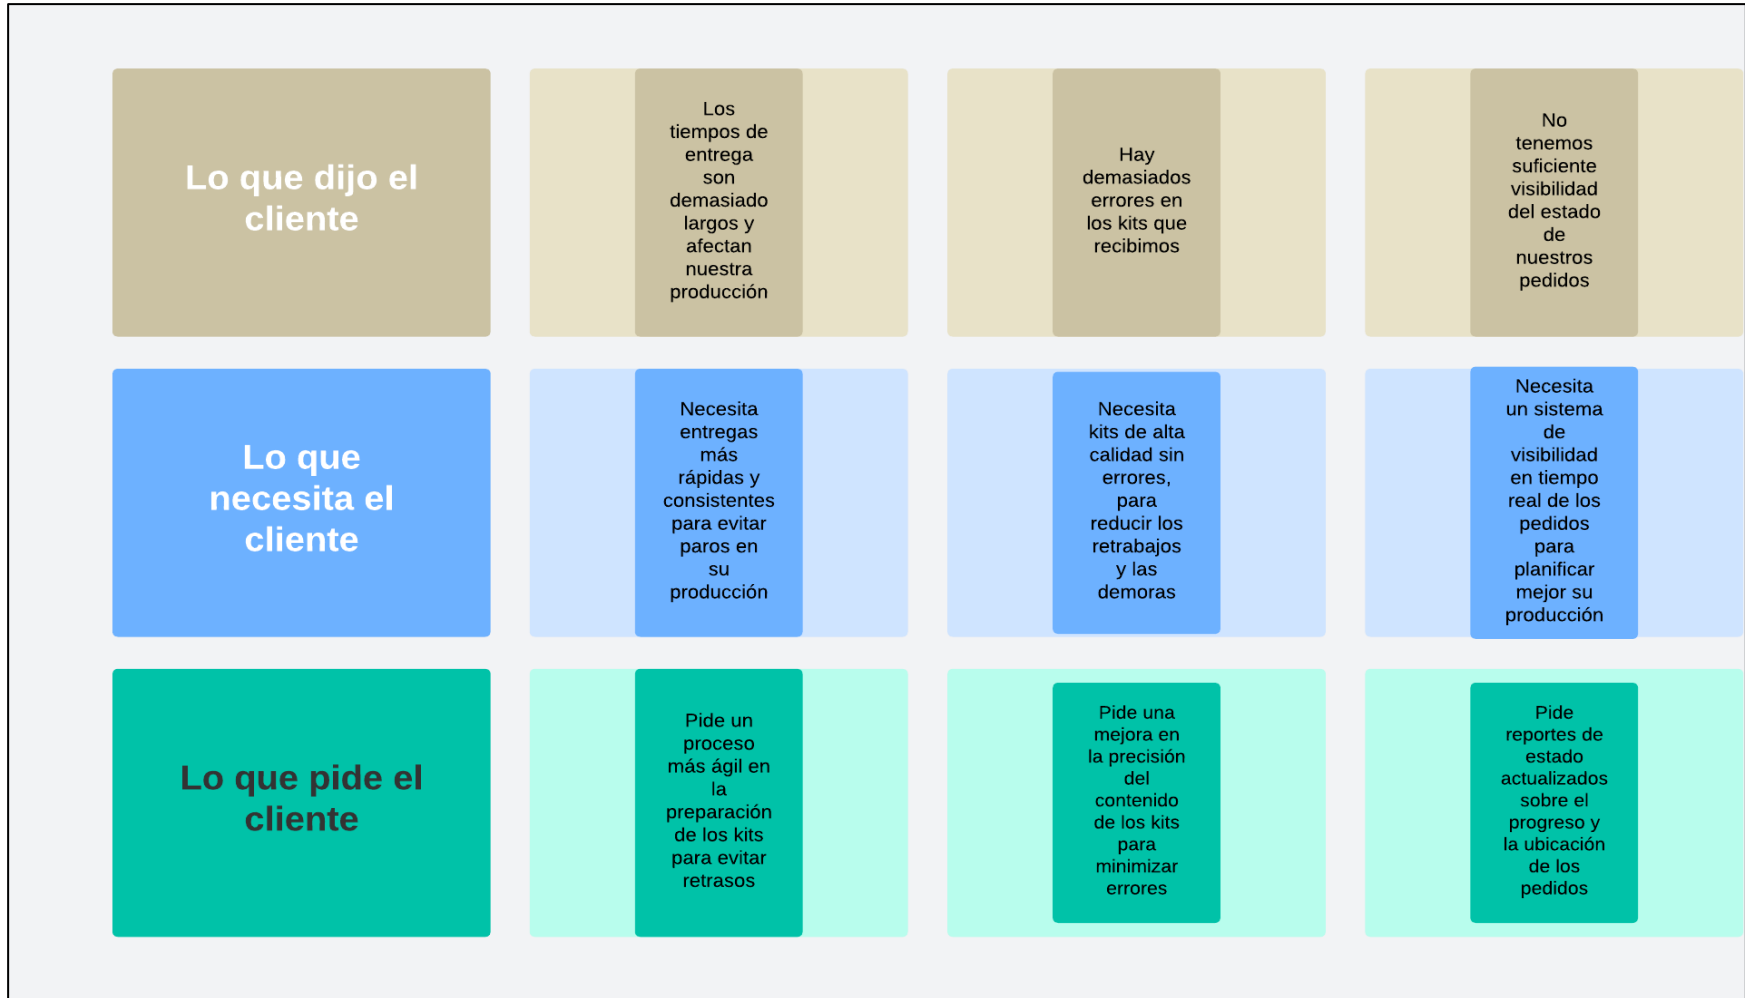 Lo que dijo el
cliente
Los
tiempos de
entrega
son
demasiado
largos y
afectan
nuestra
producción
Hay
demasiados
errores en
los kits que
recibimos
No
tenemos
suficiente
visibilidad
del estado
de
nuestros
pedidos
Lo que
necesita el
cliente
Necesita
entregas
más
rápidas y
consistentes
para evitar
paros en
su
producción
Necesita
kits de alta
calidad sin
errores,
para
reducir los
retrabajos
y las
demoras
Necesita
un sistema
de
visibilidad
en tiempo
real de los
pedidos
para
planificar
mejor su
producción
Lo que pide el
cliente
Pide un
proceso
más ágil en
la
preparación
de los kits
para evitar
retrasos
Pide una
mejora en
la precisión
del
contenido
de los kits
para
minimizar
errores
Pide
reportes de
estado
actualizados
sobre el
progreso y
la ubicación
de los
pedidos